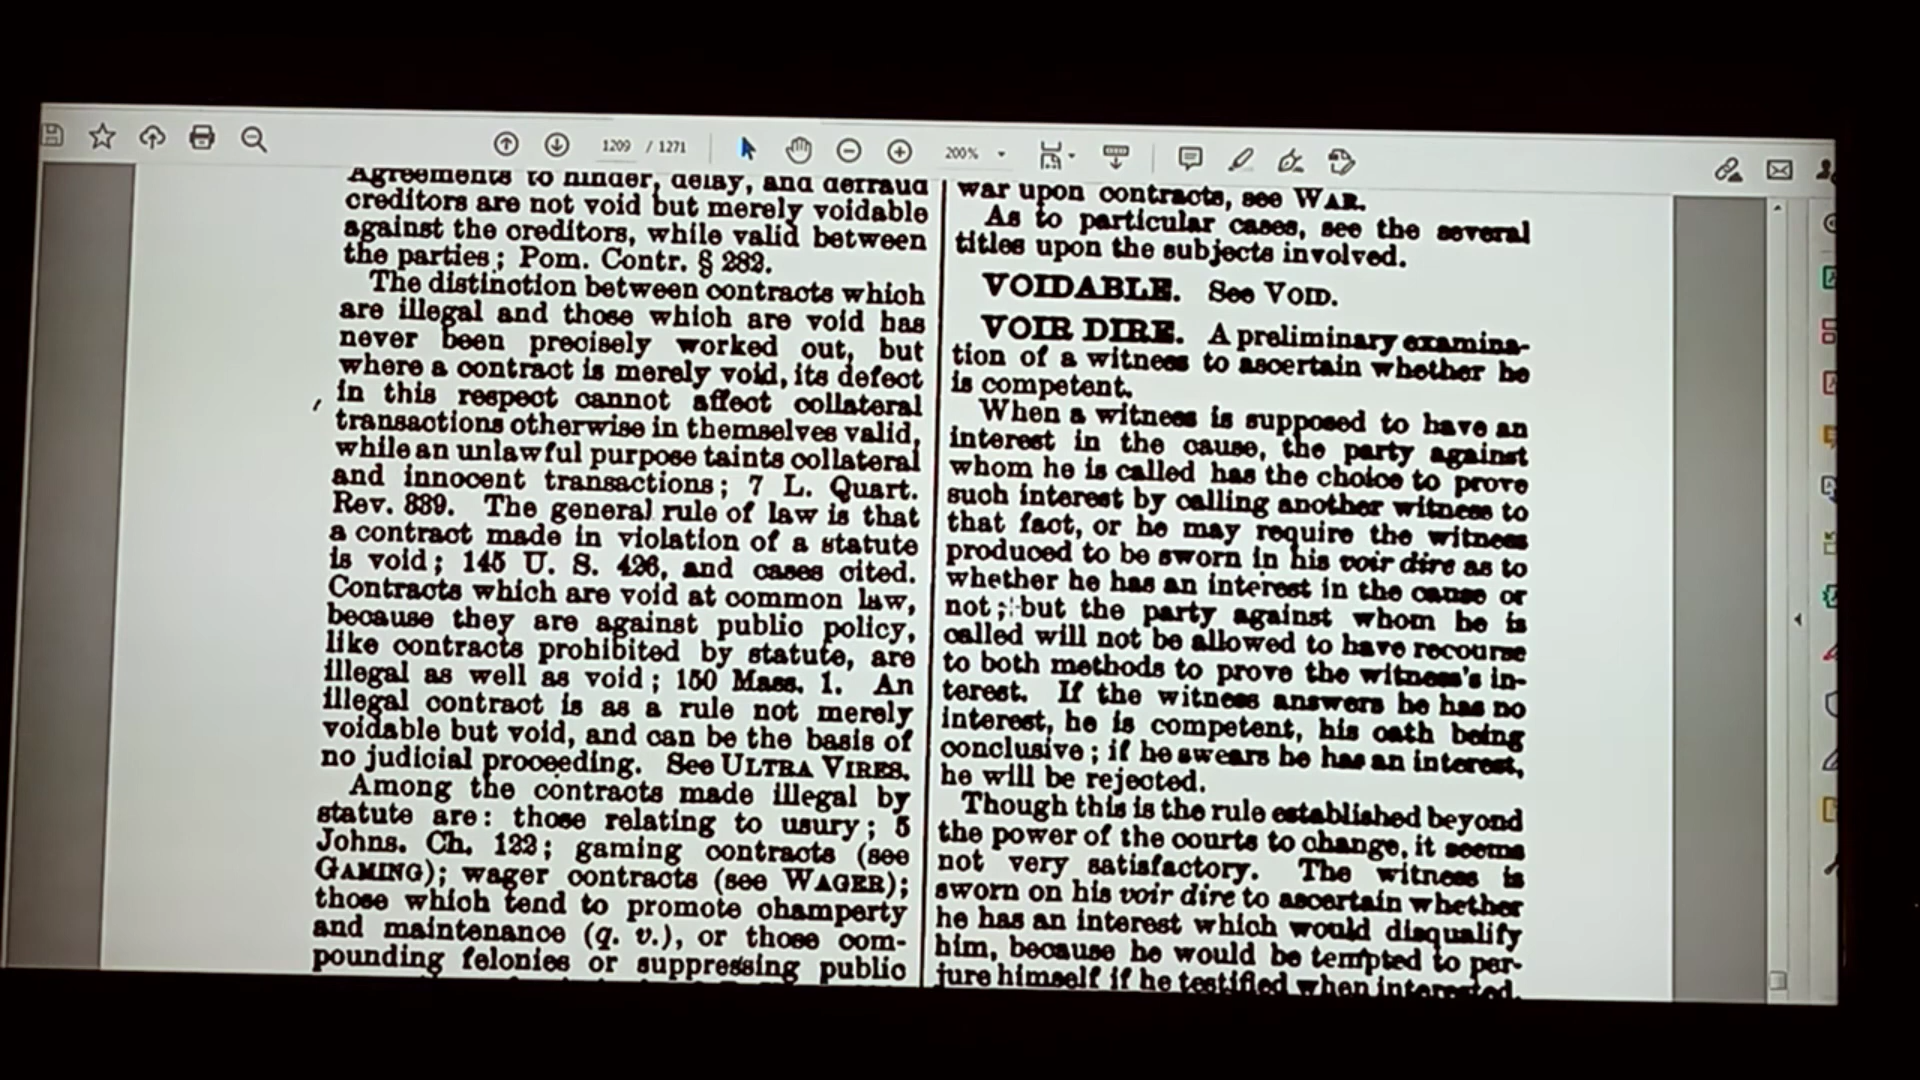 1209 / 1271
200%
Agreements to hinder, delay, and defraud
creditors are not void but merely voidable
against the creditors, while valid between
the parties; Pom. Contr. § 282.
The distinction between contracts which
are illegal and those which are void has
never been precisely worked out, but
where a contract is merely void, its defect
in this respect cannot affect collateral
transactions otherwise in themselves valid,
while an unlawful purpose taints collateral
and innocent transactions; 7 L. Quart.
Rev. 339. The general rule of law is that
a contract made in violation of a statute
is void; 145 U. S. 426, and cases cited.
Contracts which are void at common law,
because they are against public policy,
like contracts prohibited by statute, are
illegal as well as void; 150 Mass. 1. An
illegal contract is as a rule not merely
voidable but void, and can be the basis of
no judicial proceeding. See ULTRA VIRES.
Among the contracts made illegal by
statute are: those relating to usury; 5
Johns. Ch. 122; gaming contracts (see
GAMING); wager contracts (see WAGER);
those which tend to promote champerty
and maintenance (q. v.), or those com-
pounding felonies or suppressing public
war upon contracts, see WAR.
As to particular cases, see the several
titles upon the subjects involved.
VOIDABLE. See VOID.
VOIR DIRE. A preliminary examina-
tion of a witness to ascertain whether he
is competent.
When a witness is supposed to have an
interest in the cause, the party against
whom he is called has the choice to prove
such interest by calling another witness to
that fact, or he may require the witness
produced to be sworn in his voir dire as to
whether he has an interest in the cause or
not; but the party against whom he is
called will not be allowed to have recourse
to both methods to prove the witness's in-
terest. If the witness answers he has no
interest, he is competent, his oath being
conclusive; if he swears he has an interest,
he will be rejected.
Though this is the rule established beyond
the power of the courts to change, it seems
not very satisfactory. The witness is
sworn on his voir dire to ascertain whether
he has an interest which would disqualify
him, because he would be tempted to per-
jure himself if he testified when interested.